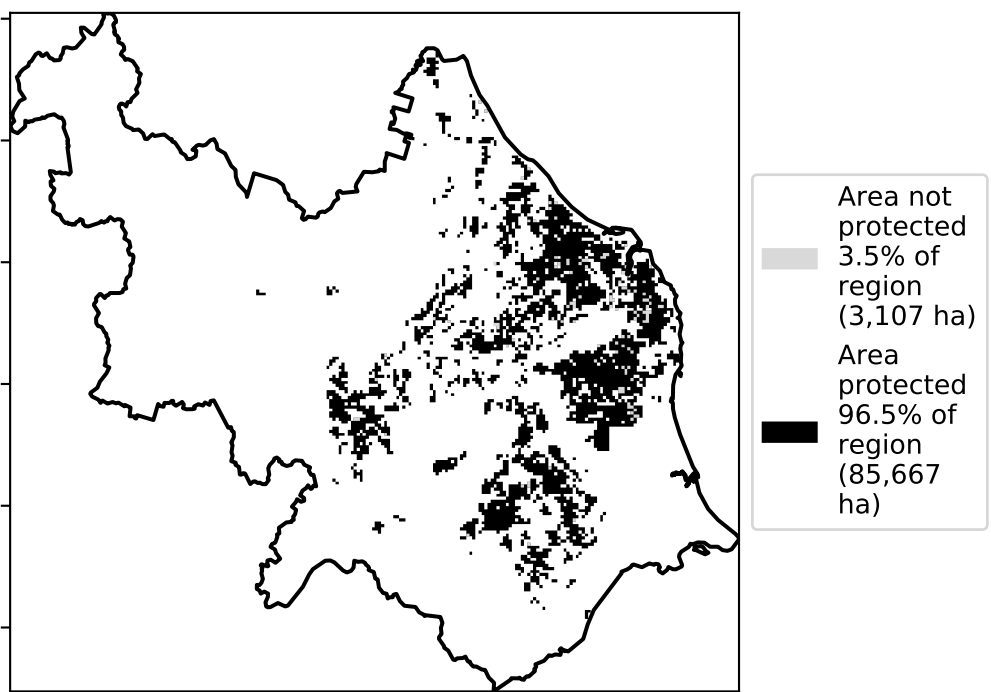 Area not
protected
3.5% of
region
(3,107 ha)
Area
protected
96.5% of
region
(85,667
ha)